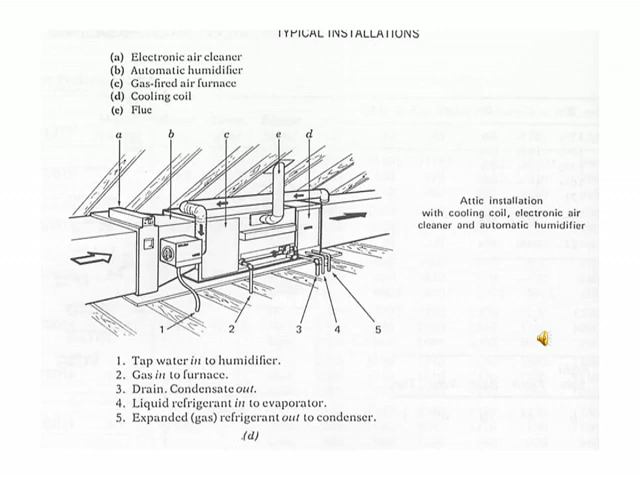 TYPICAL INSTALLATIONS
(a) Electronic air cleaner
(b) Automatic humidifier
(c) Gas-fired air furnace
(d) Cooling coil
(e) Flue
a b c e d
Attic installation
with cooling coil, electronic air
cleaner and automatic humidifier
1 2 3 4 5
1. Tap water in to humidifier.
2. Gas in to furnace.
3. Drain. Condensate out.
4. Liquid refrigerant in to evaporator.
5. Expanded (gas) refrigerant out to condenser.
(d)